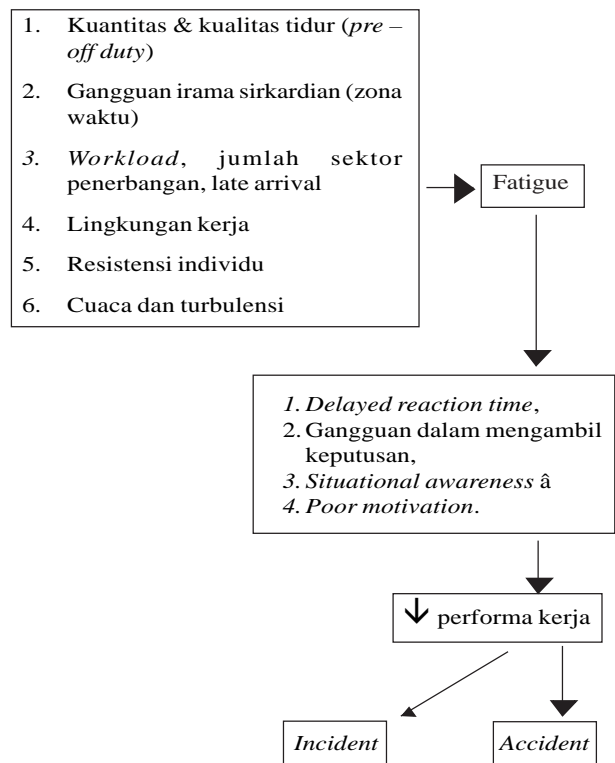 1. Kuantitas & kualitas tidur (pre –
off duty)
2. Gangguan irama sirkardian (zona
waktu)
3. Workload, jumlah sektor
penerbangan, late arrival
4. Lingkungan kerja
5. Resistensi individu
6. Cuaca dan turbulensi
Fatigue
1. Delayed reaction time,
2. Gangguan dalam mengambil
keputusan,
3. Situational awareness â
4. Poor motivation.
↓ performa kerja
Incident
Accident